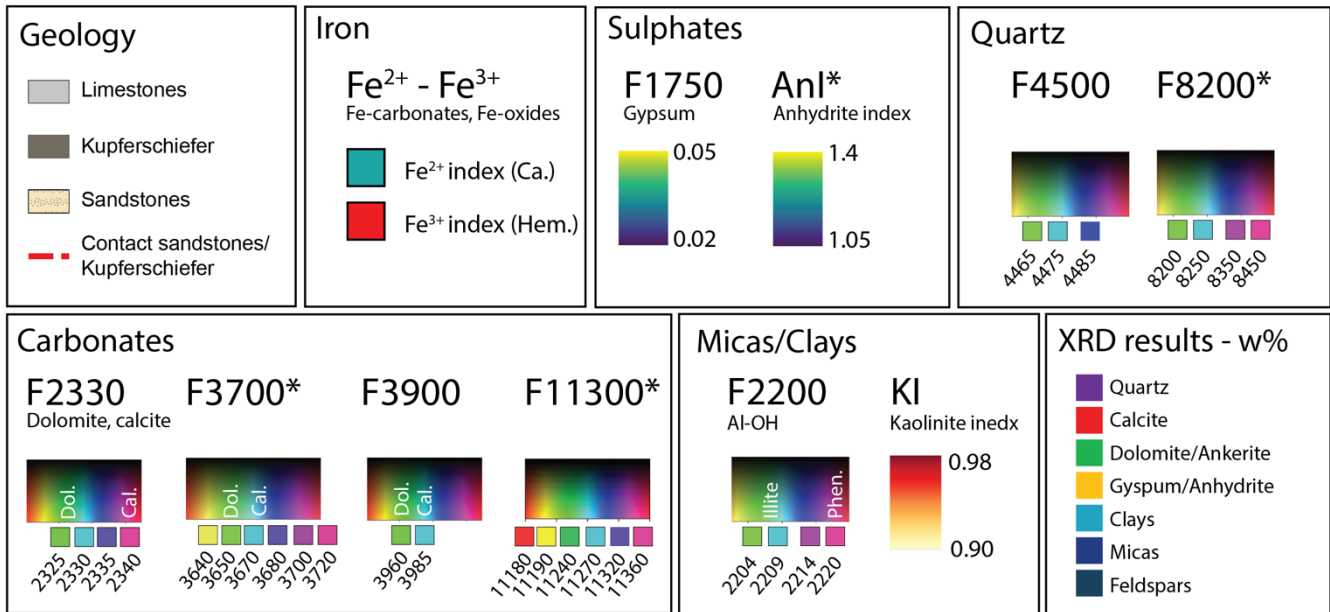 Geology
Limestones
Kupferschiefer
Sandstones
Contact sandstones/
Kupferschiefer
Iron
Fe²⁺ - Fe³⁺
Fe-carbonates, Fe-oxides
Fe²⁺ index (Ca.)
Fe³⁺ index (Hem.)
Sulphates
F1750 AnI*
Gypsum Anhydrite index
0.05 1.4
0.02 1.05
Quartz
F4500 F8200*
4465 4475 4485 8200 8250 8350 8450
Carbonates
F2330 F3700* F3900 F11300*
Dolomite, calcite
Dol. Cal. Dol. Cal. Dol. Cal.
2325 2330 2335 2340 3640 3650 3670 3680 3700 3720 3960 3985 11180 11190 11240 11270 11320 11360
Micas/Clays
F2200 KI
Al-OH Kaolinite inedx
0.98
Illite Phen.
0.90
2204 2209 2214 2220
XRD results - w%
Quartz
Calcite
Dolomite/Ankerite
Gyspum/Anhydrite
Clays
Micas
Feldspars